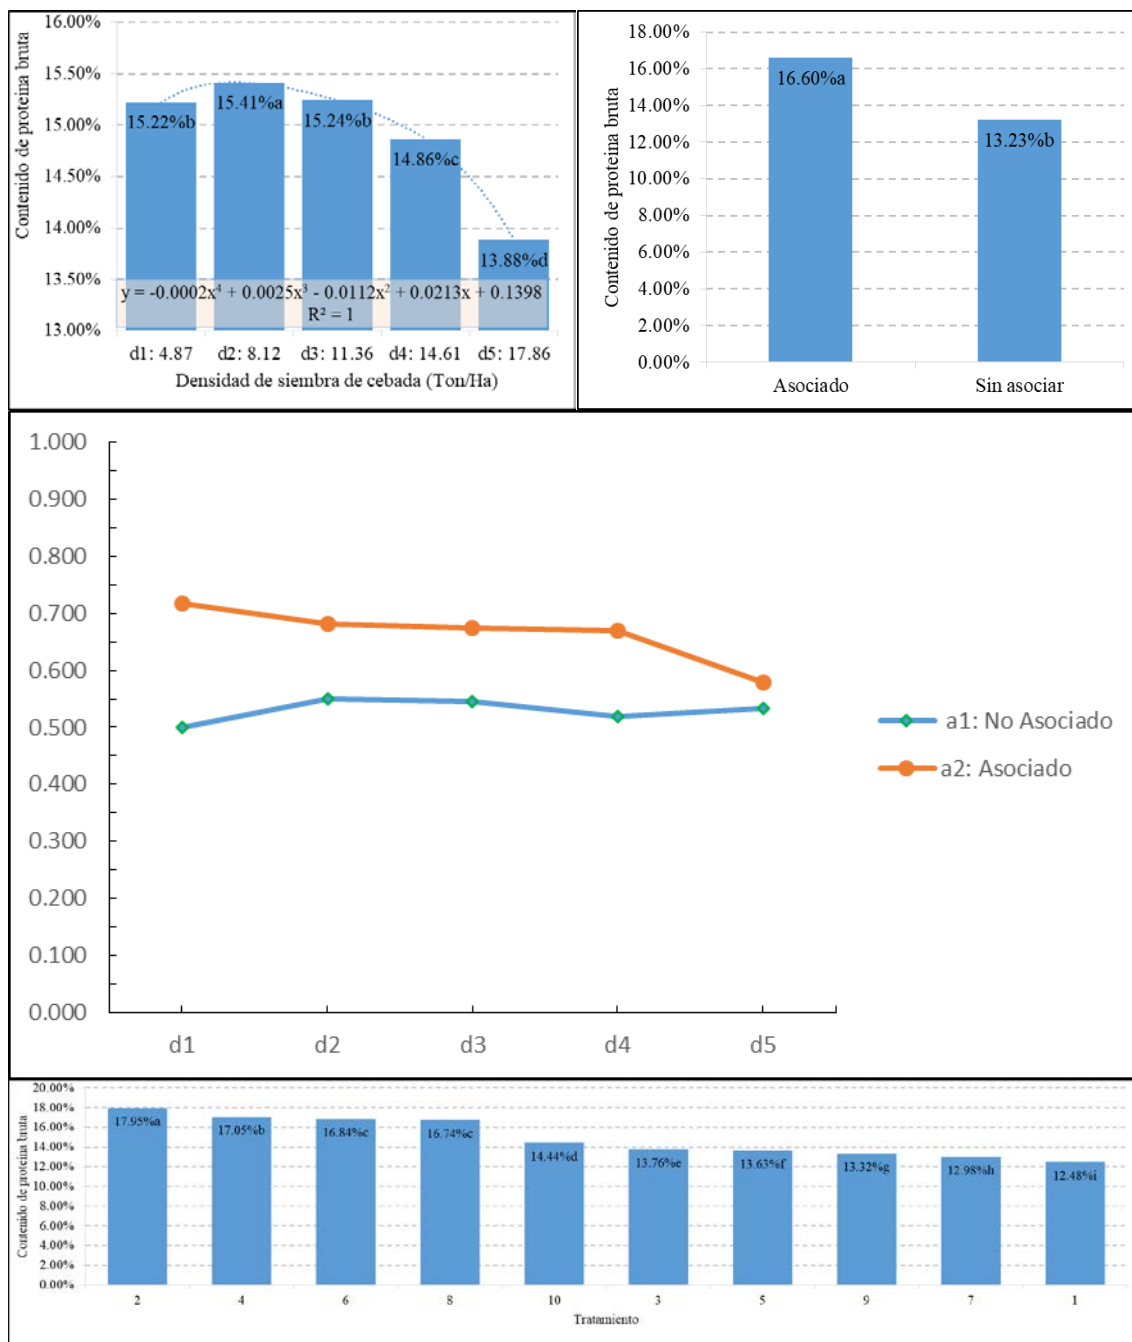 Contenido de proteina bruta
16.00%
15.50%
15.00%
14.50%
14.00%
13.50%
13.00%
15.22%b
15.41%a
15.24%b
14.86%c
13.88%d
y = -0.0002x⁴ + 0.0025x³ - 0.0112x² + 0.0213x + 0.1398
R² = 1
d1: 4.87 d2: 8.12 d3: 11.36 d4: 14.61 d5: 17.86
Densidad de siembra de cebada (Ton/Ha)
Contenido de proteina bruta
18.00%
16.00%
14.00%
12.00%
10.00%
8.00%
6.00%
4.00%
2.00%
0.00%
16.60%a
13.23%b
Asociado Sin asociar
1.000
0.900
0.800
0.700
0.600
0.500
0.400
0.300
0.200
0.100
0.000
d1 d2 d3 d4 d5
a1: No Asociado
a2: Asociado
Contenido de proteina bruta
20.00%
18.00%
16.00%
14.00%
12.00%
10.00%
8.00%
6.00%
4.00%
2.00%
0.00%
17.95%a
17.05%b
16.84%c
16.74%c
14.44%d
13.76%e
13.63%f
13.32%g
12.98%h
12.48%i
2 4 6 8 10 3 5 9 7 1
Tratamiento